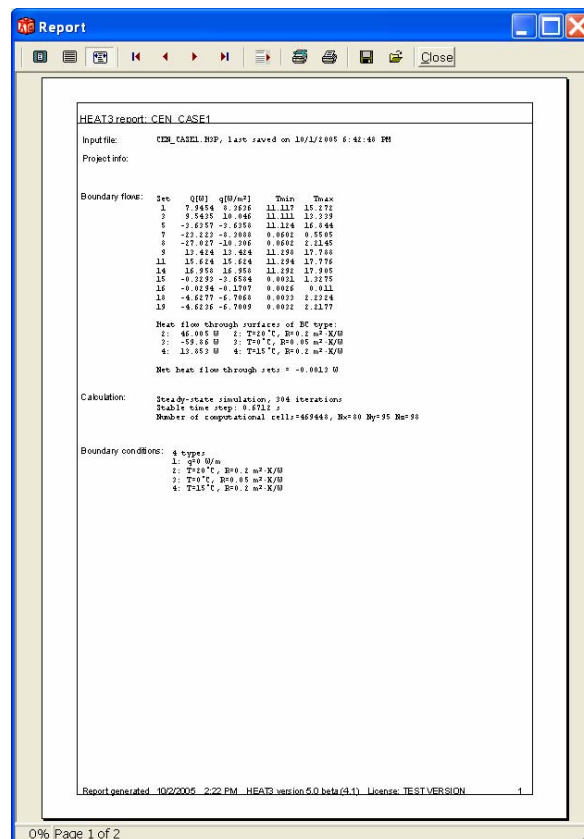 Report
Close
HEAT3 report: CEN_CASE1
Input file: CEN_CASE1.H3P, last saved on 10/1/2005 6:42:48 PM
Project info:
Boundary flows: Set Q[W] q[W/m²] Tmin Tmax
1 7.9454 8.3636 11.117 15.272
3 9.5435 10.046 11.111 13.339
5 -3.6357 -3.6358 11.124 16.844
7 -23.223 -8.3088 0.0602 0.5505
8 -27.027 -10.306 0.0602 2.2145
9 13.424 13.424 11.298 17.788
11 15.624 15.624 11.294 17.776
14 16.958 16.958 11.292 17.905
15 -0.3293 -3.6584 0.0031 1.3275
16 -0.0294 -0.1707 0.0026 0.011
18 -4.6277 -6.7068 0.0033 2.2324
19 -4.6236 -6.7009 0.0032 2.2177
Heat flow through surfaces of BC type:
2: 46.005 W 2: T=20°C, R=0.2 m²·K/W
3: -59.86 W 3: T=0°C, R=0.05 m²·K/W
4: 13.853 W 4: T=15°C, R=0.2 m²·K/W
Net heat flow through sets = -0.0013 W
Calculation: Steady-state simulation, 304 iterations
Stable time step: 0.6712 s
Number of computational cells=469448, Nx=80 Ny=95 Nz=98
Boundary conditions: 4 types
1: q=0 W/m
2: T=20°C, R=0.2 m²·K/W
3: T=0°C, R=0.05 m²·K/W
4: T=15°C, R=0.2 m²·K/W
Report generated 10/2/2005 2:22 PM HEAT3 version 5.0 beta (4.1) License: TEST VERSION 1
0% Page 1 of 2